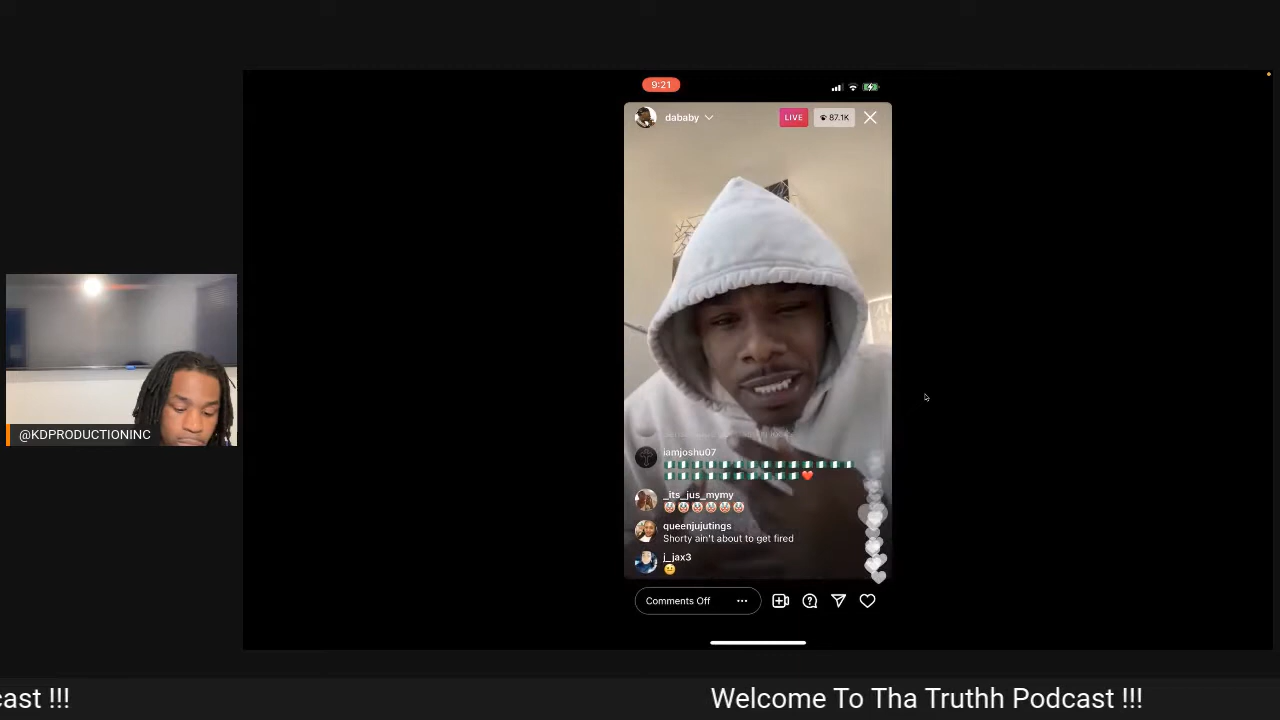 9:21
dababy
LIVE
87.1K
@KDPRODUCTIONINC
iamjoshu07
_its_jus_mymy
queenjujutings
Shorty ain't about to get fired
j_jax3
Comments Off
cast !!!
Welcome To Tha Truthh Podcast !!!